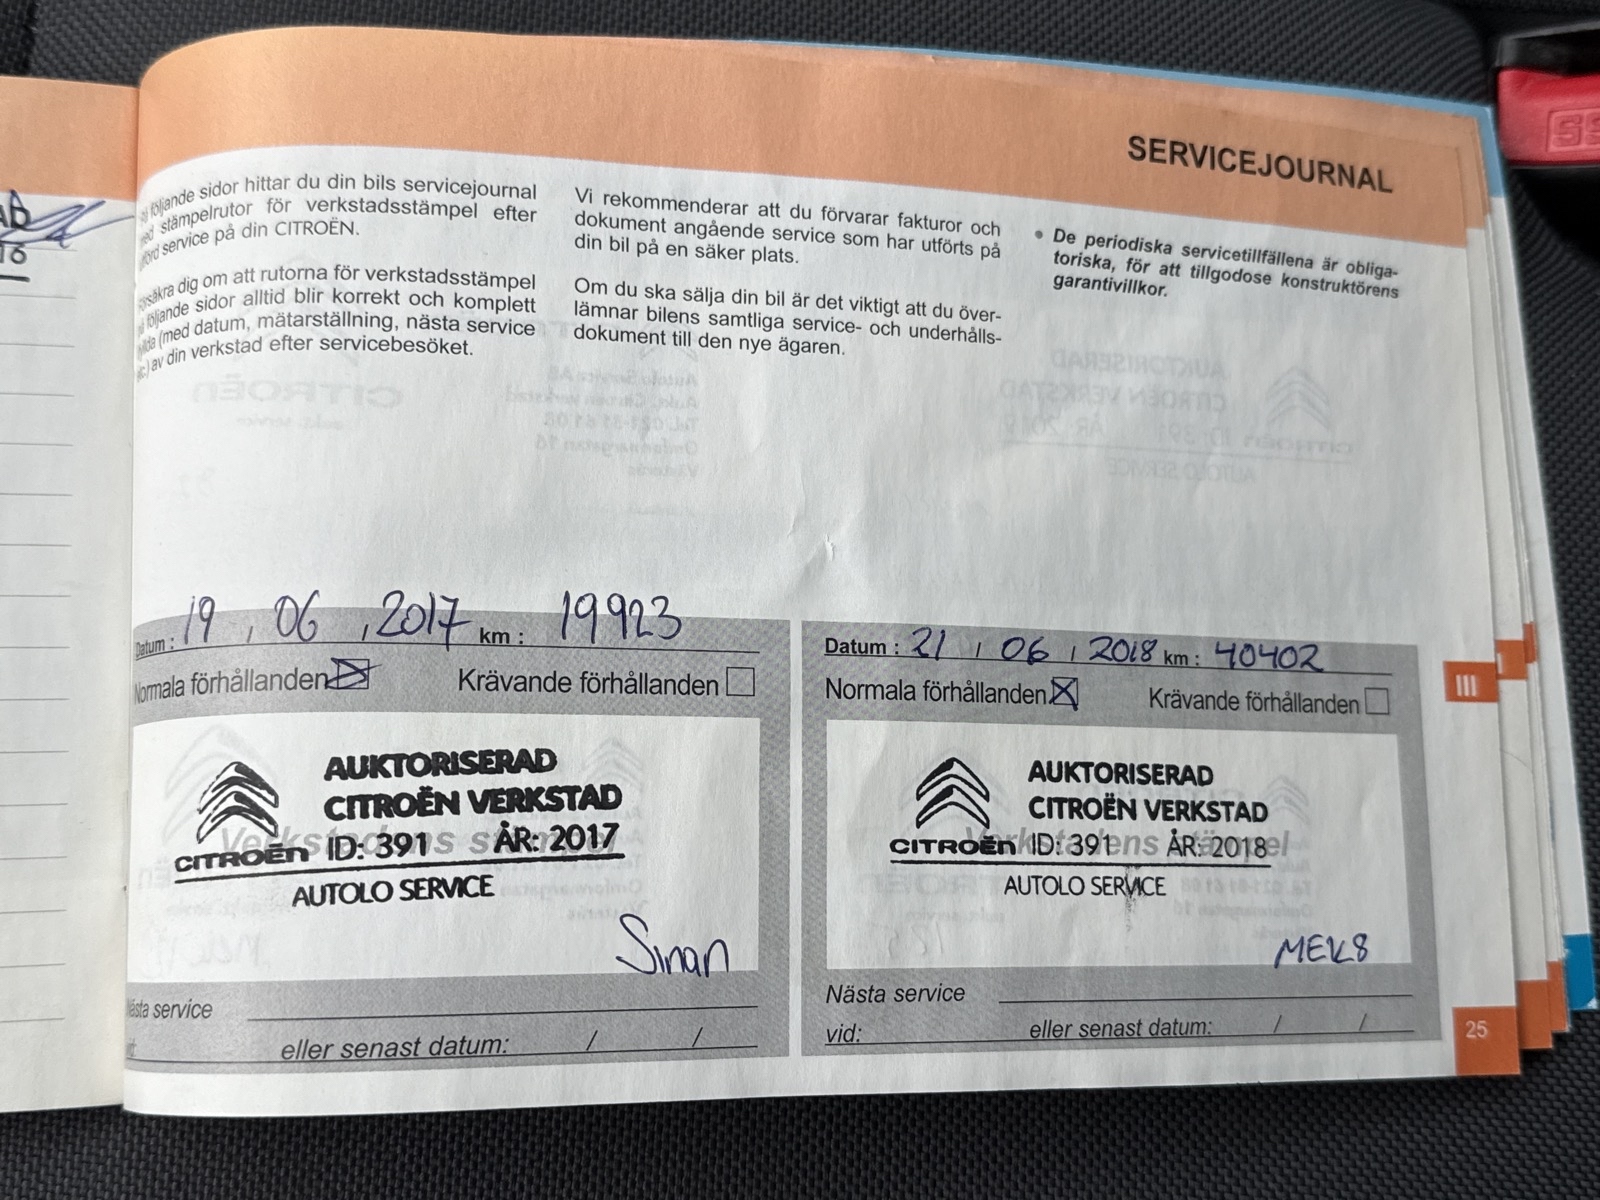 SERVICEJOURNAL
följande sidor hittar du din bils servicejournal
stämpelrutor för verkstadsstämpel efter
service på din CITROËN.
dig om att rutorna för verkstadsstämpel
följande sidor alltid blir korrekt och komplett
(med datum, mätarställning, nästa service
av din verkstad efter servicebesöket.
Vi rekommenderar att du förvarar fakturor och
dokument angående service som har utförts på
din bil på en säker plats.
Om du ska sälja din bil är det viktigt att du över-
lämnar bilens samtliga service- och underhålls-
dokument till den nye ägaren.
• De periodiska servicetillfällena är obliga-
toriska, för att tillgodose konstruktörens
garantivillkor.
Datum : 19 / 06 / 2017 km : 19923
Normala förhållanden Krävande förhållanden
AUKTORISERAD
CITROËN VERKSTAD
Verkstadens stämpel
CITROËN ID: 391 ÅR: 2017
AUTOLO SERVICE
Sinan
Nästa service
eller senast datum: / /
Datum : 21 / 06 / 2018 km : 40402
Normala förhållanden Krävande förhållanden
AUKTORISERAD
CITROËN VERKSTAD
Verkstadens stämpel
CITROËN ID: 391 ÅR: 2018
AUTOLO SERVICE
MEK8
Nästa service
vid: eller senast datum: / /
III
25